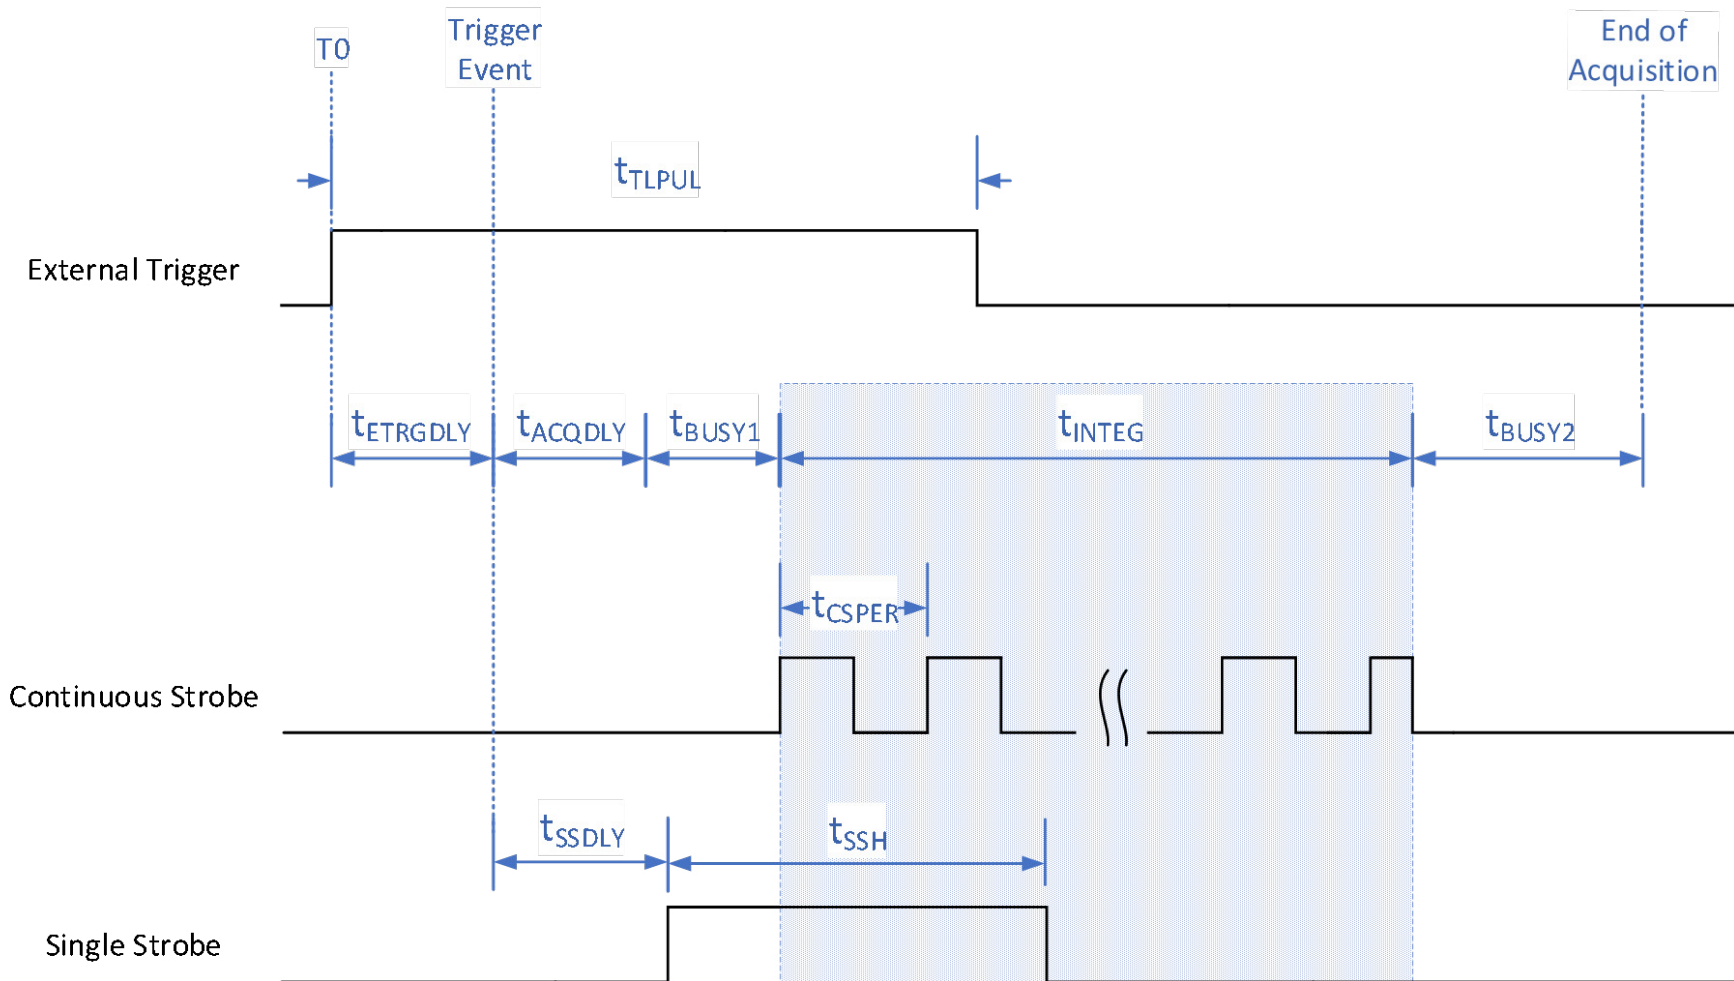 T0
Trigger
Event
End of
Acquisition
tTLPUL
External Trigger
tETRGDLY
tACQDLY
tBUSY1
tINTEG
tBUSY2
tCSPER
Continuous Strobe
tSSDLY
tSSH
Single Strobe